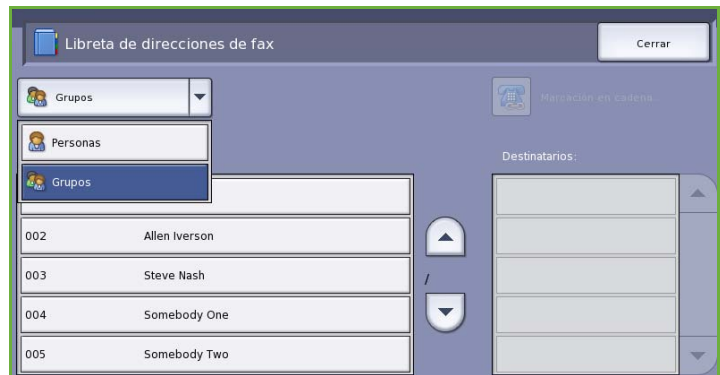 Libreta de direcciones de fax
Cerrar
Grupos
Marcación en cadena...
Personas
Grupos
Destinatarios:
002 Allen Iverson
003 Steve Nash
/
004 Somebody One
005 Somebody Two